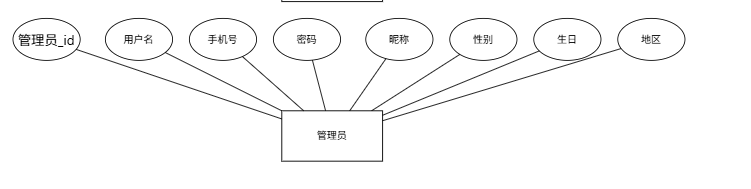 管理员_id
用户名
手机号
密码
昵称
性别
生日
地区
管理员